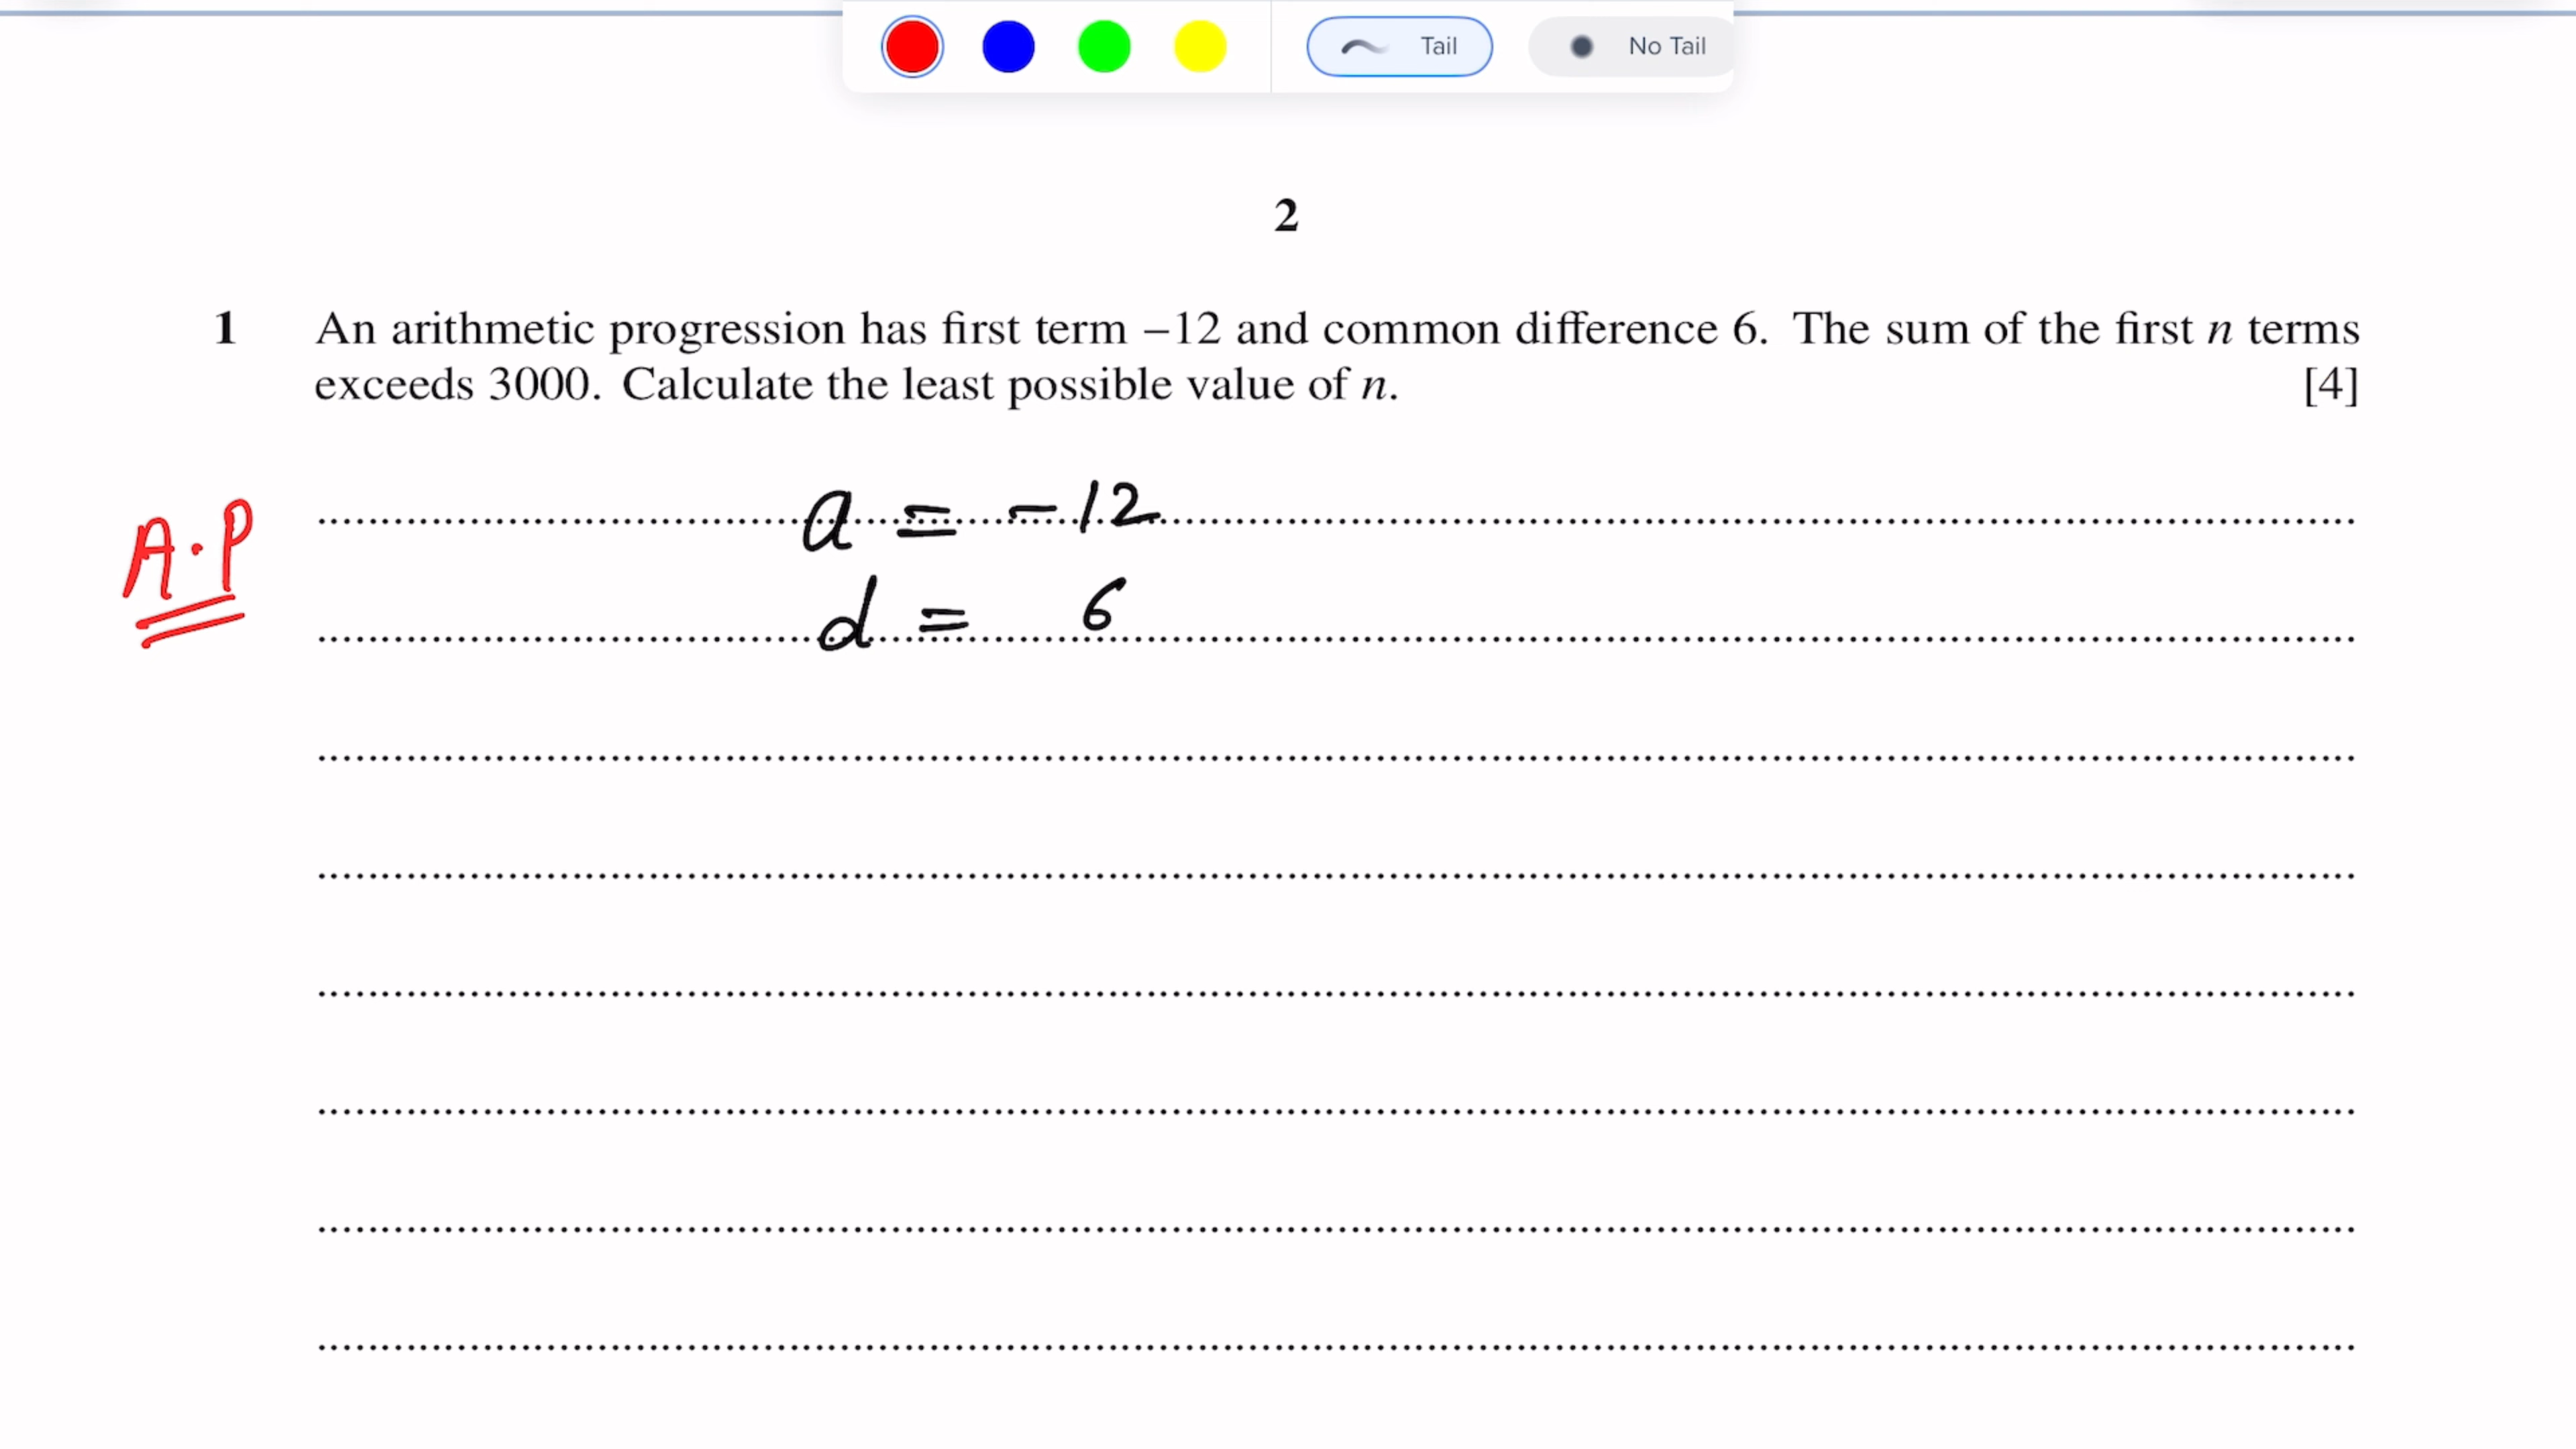 Tail
No Tail
2
1 An arithmetic progression has first term −12 and common difference 6. The sum of the first n terms
exceeds 3000. Calculate the least possible value of n. [4]
A.P
a = -12
d = 6